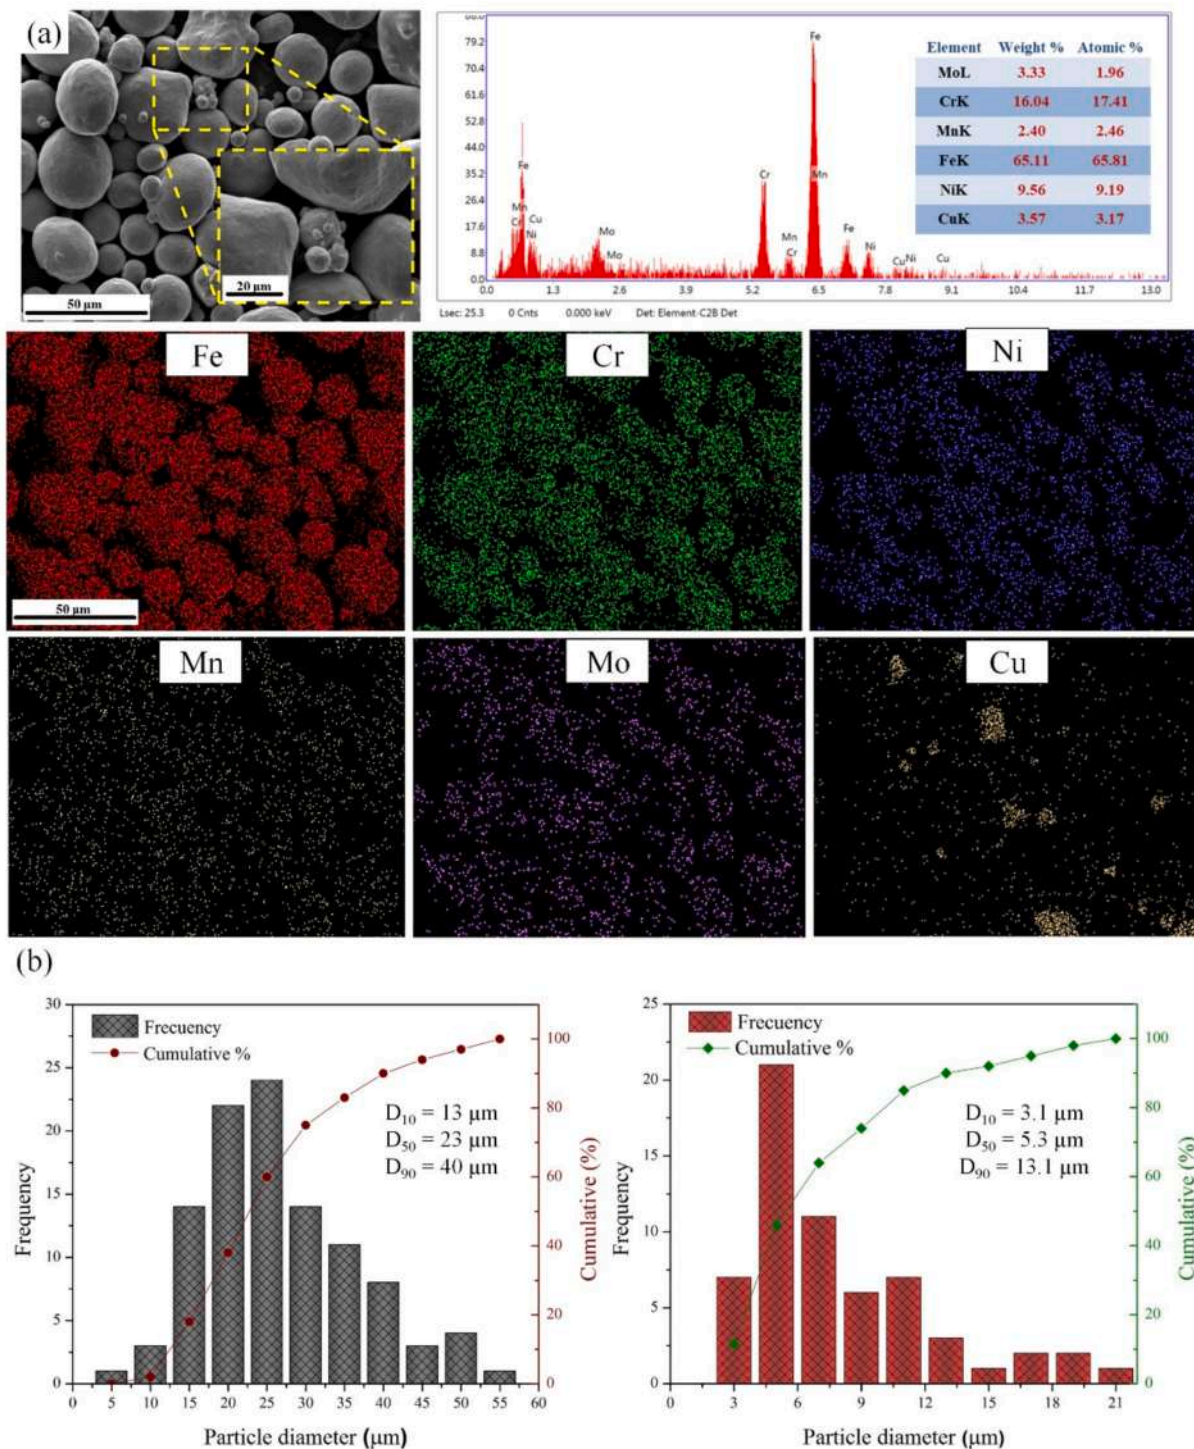 (a)
50 µm
20 µm
80.0
79.2
70.4
61.6
52.8
44.0
35.2
26.4
17.6
8.8
0.0
Fe
Mn
Cr
Cu
Ni
Mo
Mo
Cr
Mn
Cr
Fe
Mn
Fe
Ni
Cu
Ni
Cu
0.0 1.3 2.6 3.9 5.2 6.5 7.8 9.1 10.4 11.7 13.0
Lsec: 25.3 0 Cnts 0.000 keV Det: Element-C2B Det
Element Weight % Atomic %
MoL 3.33 1.96
CrK 16.04 17.41
MnK 2.40 2.46
FeK 65.11 65.81
NiK 9.56 9.19
CuK 3.57 3.17
Fe
Cr
Ni
50 µm
Mn
Mo
Cu
(b)
Frecuency
Cumulative %
D10 = 13 µm
D50 = 23 µm
D90 = 40 µm
30
25
20
15
10
5
0
Frequency
100
80
60
40
20
0
Cumulative (%)
0 5 10 15 20 25 30 35 40 45 50 55 60
Particle diameter (µm)
Frecuency
Cumulative %
D10 = 3.1 µm
D50 = 5.3 µm
D90 = 13.1 µm
25
20
15
10
5
0
Frequency
100
80
60
40
20
0
Cumulative (%)
0 3 6 9 12 15 18 21
Particle diameter (µm)